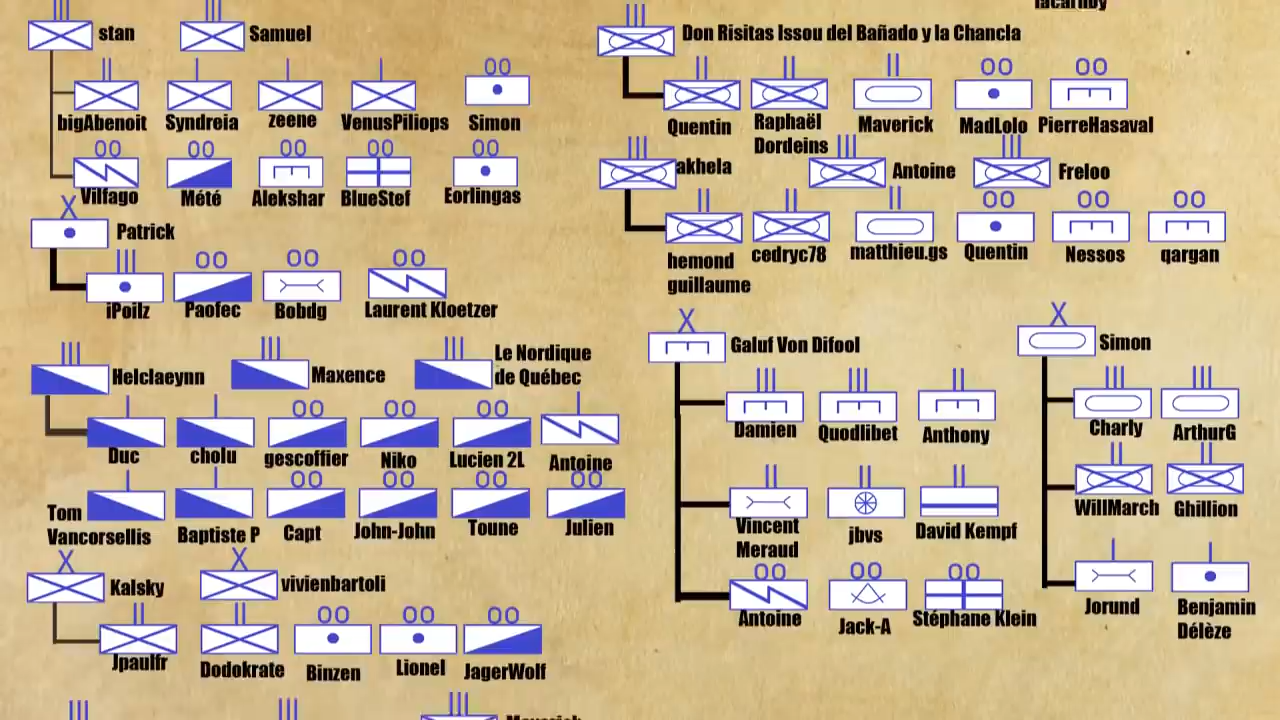 lacarnby
stan
Samuel
bigAbenoit
Syndreia
zeene
VenusPiliops
Simon
Vilfago
Mété
Alekshar
BlueStef
Eorlingas
Patrick
iPoilz
Paofec
Bobdg
Laurent Kloetzer
Helclaeynn
Maxence
Le Nordique
de Québec
Duc
cholu
gescoffier
Niko
Lucien 2L
Antoine
Tom
Vancorsellis
Baptiste P
Capt
John-John
Toune
Julien
Kalsky
vivienbartoli
Jpaulfr
Dodokrate
Binzen
Lionel
JagerWolf
Don Risitas Issou del Bañado y la Chancla
Quentin
Raphaël
Dordeins
Maverick
MadLolo
PierreHasaval
akhela
Antoine
Freloo
hemond
guillaume
cedryc78
matthieu.gs
Quentin
Nessos
qargan
Galuf Von Difool
Damien
Quodlibet
Anthony
Vincent
Meraud
jbvs
David Kempf
Antoine
Jack-A
Stéphane Klein
Simon
Charly
ArthurG
WillMarch
Ghillion
Jorund
Benjamin
Délèze
Maverick